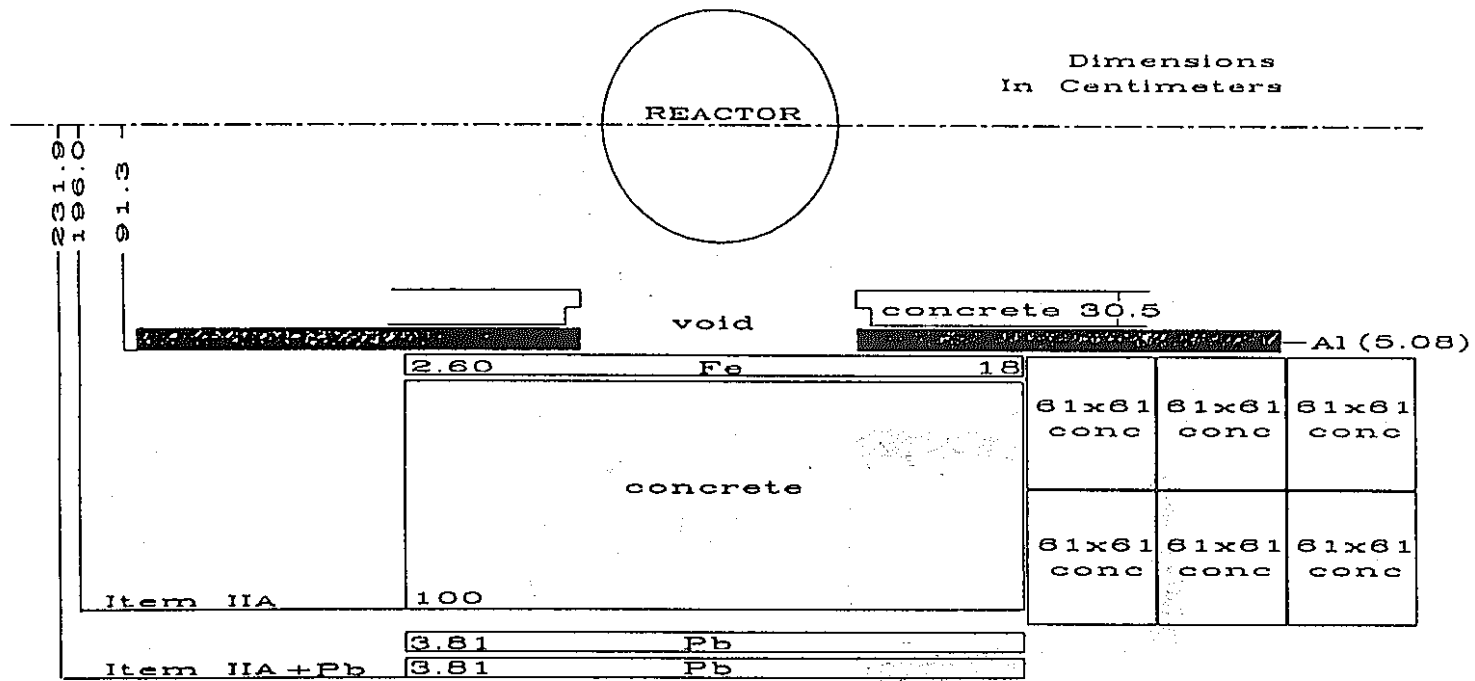 Dimensions
In Centimeters
REACTOR
231.9
196.0
91.3
concrete 30.5
void
Al (5.08)
2.60 Fe 18
61x61 61x61 61x61
conc conc conc
concrete
61x61 61x61 61x61
conc conc conc
Item IIA 100
3.81 Pb
Item IIA+Pb 3.81 Pb